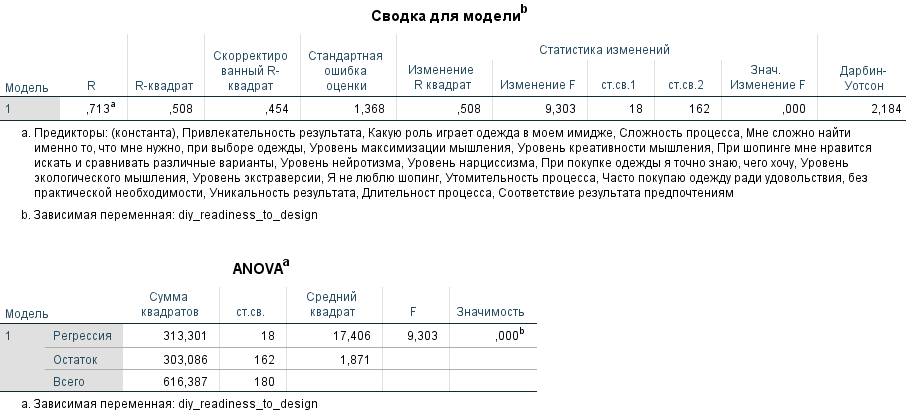 Сводка для модели^b
Статистика изменений
Модель R R-квадрат Скорректиро ванный R-квадрат Стандартная ошибка оценки Изменение R квадрат Изменение F ст.св.1 ст.св.2 Знач. Изменение F Дарбин-Уотсон
1 ,713^a ,508 ,454 1,368 ,508 9,303 18 162 ,000 2,184
a. Предикторы: (константа), Привлекательность результата, Какую роль играет одежда в моем имидже, Сложность процесса, Мне сложно найти
именно то, что мне нужно, при выборе одежды, Уровень максимизации мышления, Уровень креативности мышления, При шопинге мне нравится
искать и сравнивать различные варианты, Уровень нейротизма, Уровень нарциссизма, При покупке одежды я точно знаю, чего хочу, Уровень
экологического мышления, Уровень экстраверсии, Я не люблю шопинг, Утомительность процесса, Часто покупаю одежду ради удовольствия, без
практической необходимости, Уникальность результата, Длительност процесса, Соответствие результата предпочтениям
b. Зависимая переменная: diy_readiness_to_design
ANOVA^a
Модель Сумма квадратов ст.св. Средний квадрат F Значимость
1 Регрессия 313,301 18 17,406 9,303 ,000^b
Остаток 303,086 162 1,871
Всего 616,387 180
a. Зависимая переменная: diy_readiness_to_design